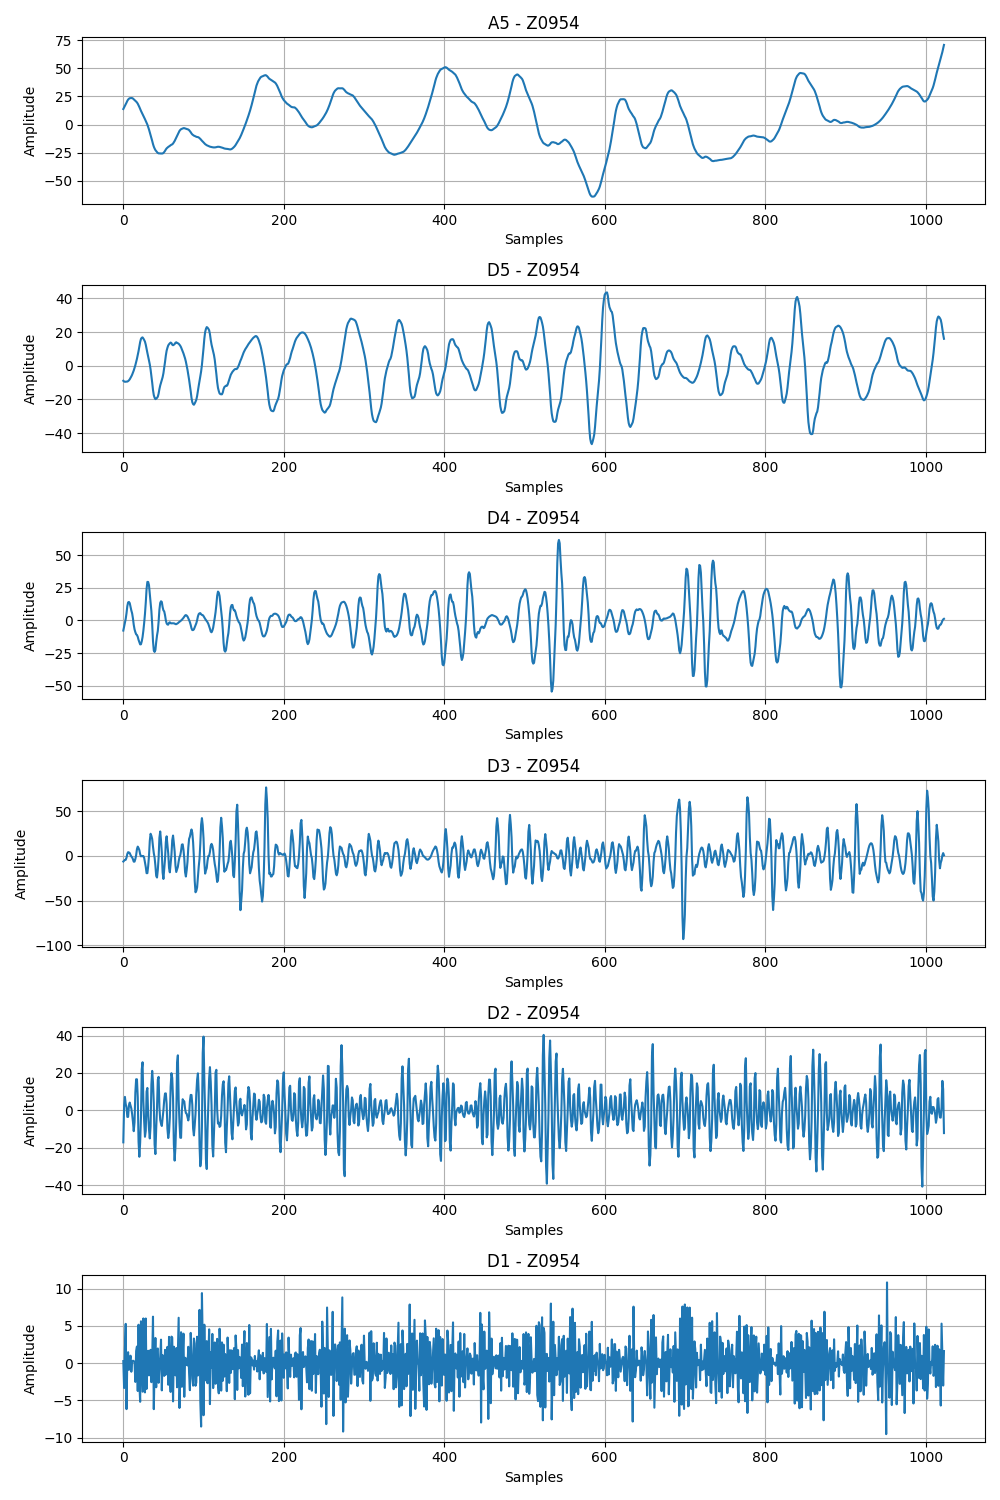 A5 - Z0954
75
50
25
0
−25
−50
Amplitude
0 200 400 600 800 1000
Samples
D5 - Z0954
40
20
0
−20
−40
Amplitude
0 200 400 600 800 1000
Samples
D4 - Z0954
50
25
0
−25
−50
Amplitude
0 200 400 600 800 1000
Samples
D3 - Z0954
50
0
−50
−100
Amplitude
0 200 400 600 800 1000
Samples
D2 - Z0954
40
20
0
−20
−40
Amplitude
0 200 400 600 800 1000
Samples
D1 - Z0954
10
5
0
−5
−10
Amplitude
0 200 400 600 800 1000
Samples